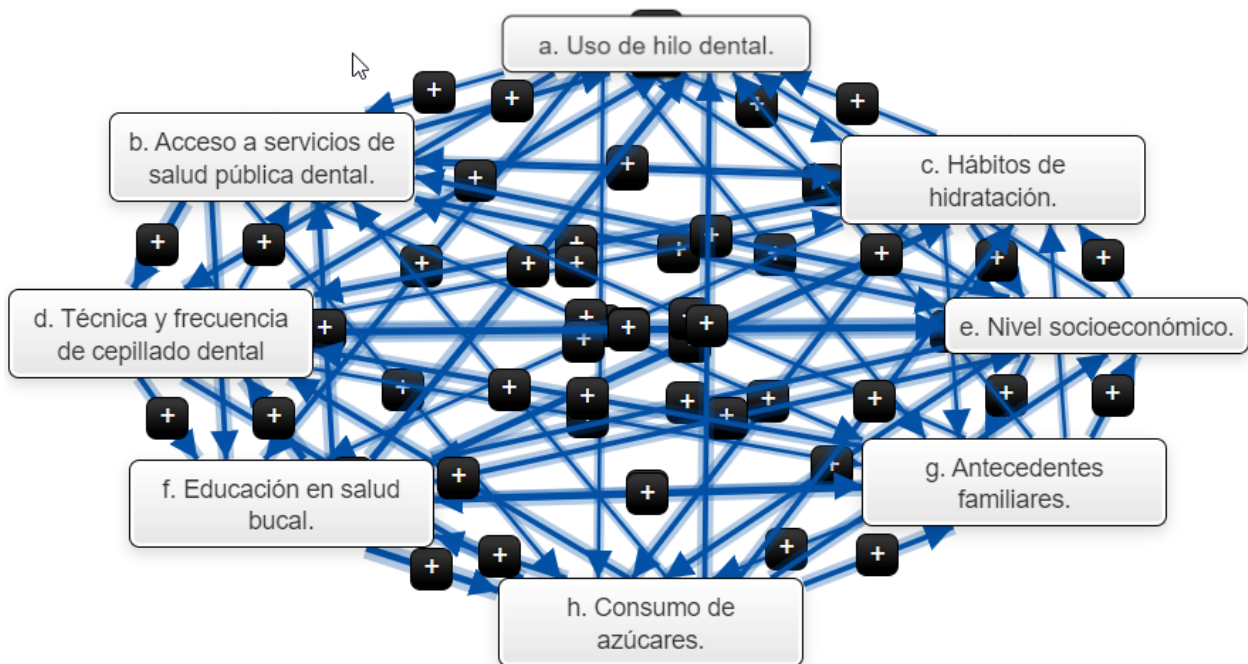 a. Uso de hilo dental.
b. Acceso a servicios de
salud pública dental.
c. Hábitos de
hidratación.
d. Técnica y frecuencia
de cepillado dental
e. Nivel socioeconómico.
f. Educación en salud
bucal.
g. Antecedentes
familiares.
h. Consumo de
azúcares.